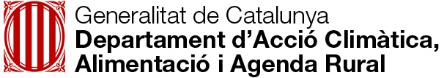 Generalitat de Catalunya
Departament d'Acció Climàtica,
Alimentació i Agenda Rural